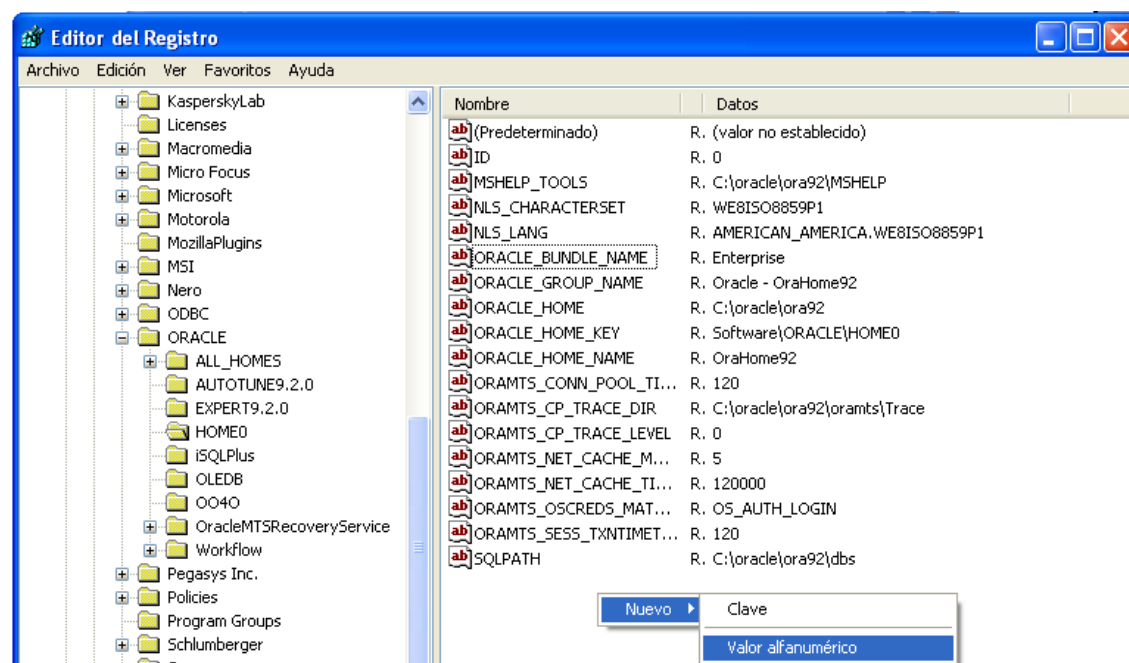 Editor del Registro
Archivo Edición Ver Favoritos Ayuda
KasperskyLab
Licenses
Macromedia
Micro Focus
Microsoft
Motorola
MozillaPlugins
MSI
Nero
ODBC
ORACLE
ALL_HOMES
AUTOTUNE9.2.0
EXPERT9.2.0
HOME0
iSQLPlus
OLEDB
OO4O
OracleMTSRecoveryService
Workflow
Pegasys Inc.
Policies
Program Groups
Schlumberger
Nombre Datos
(Predeterminado) R. (valor no establecido)
ID R. 0
MSHELP_TOOLS R. C:\oracle\ora92\MSHELP
NLS_CHARACTERSET R. WE8ISO8859P1
NLS_LANG R. AMERICAN_AMERICA.WE8ISO8859P1
ORACLE_BUNDLE_NAME R. Enterprise
ORACLE_GROUP_NAME R. Oracle - OraHome92
ORACLE_HOME R. C:\oracle\ora92
ORACLE_HOME_KEY R. Software\ORACLE\HOME0
ORACLE_HOME_NAME R. OraHome92
ORAMTS_CONN_POOL_TI... R. 120
ORAMTS_CP_TRACE_DIR R. C:\oracle\ora92\oramts\Trace
ORAMTS_CP_TRACE_LEVEL R. 0
ORAMTS_NET_CACHE_M... R. 5
ORAMTS_NET_CACHE_TI... R. 120000
ORAMTS_OSCREDS_MAT... R. OS_AUTH_LOGIN
ORAMTS_SESS_TXNTIMET... R. 120
SQLPATH R. C:\oracle\ora92\dbs
Nuevo Clave
Valor alfanumérico